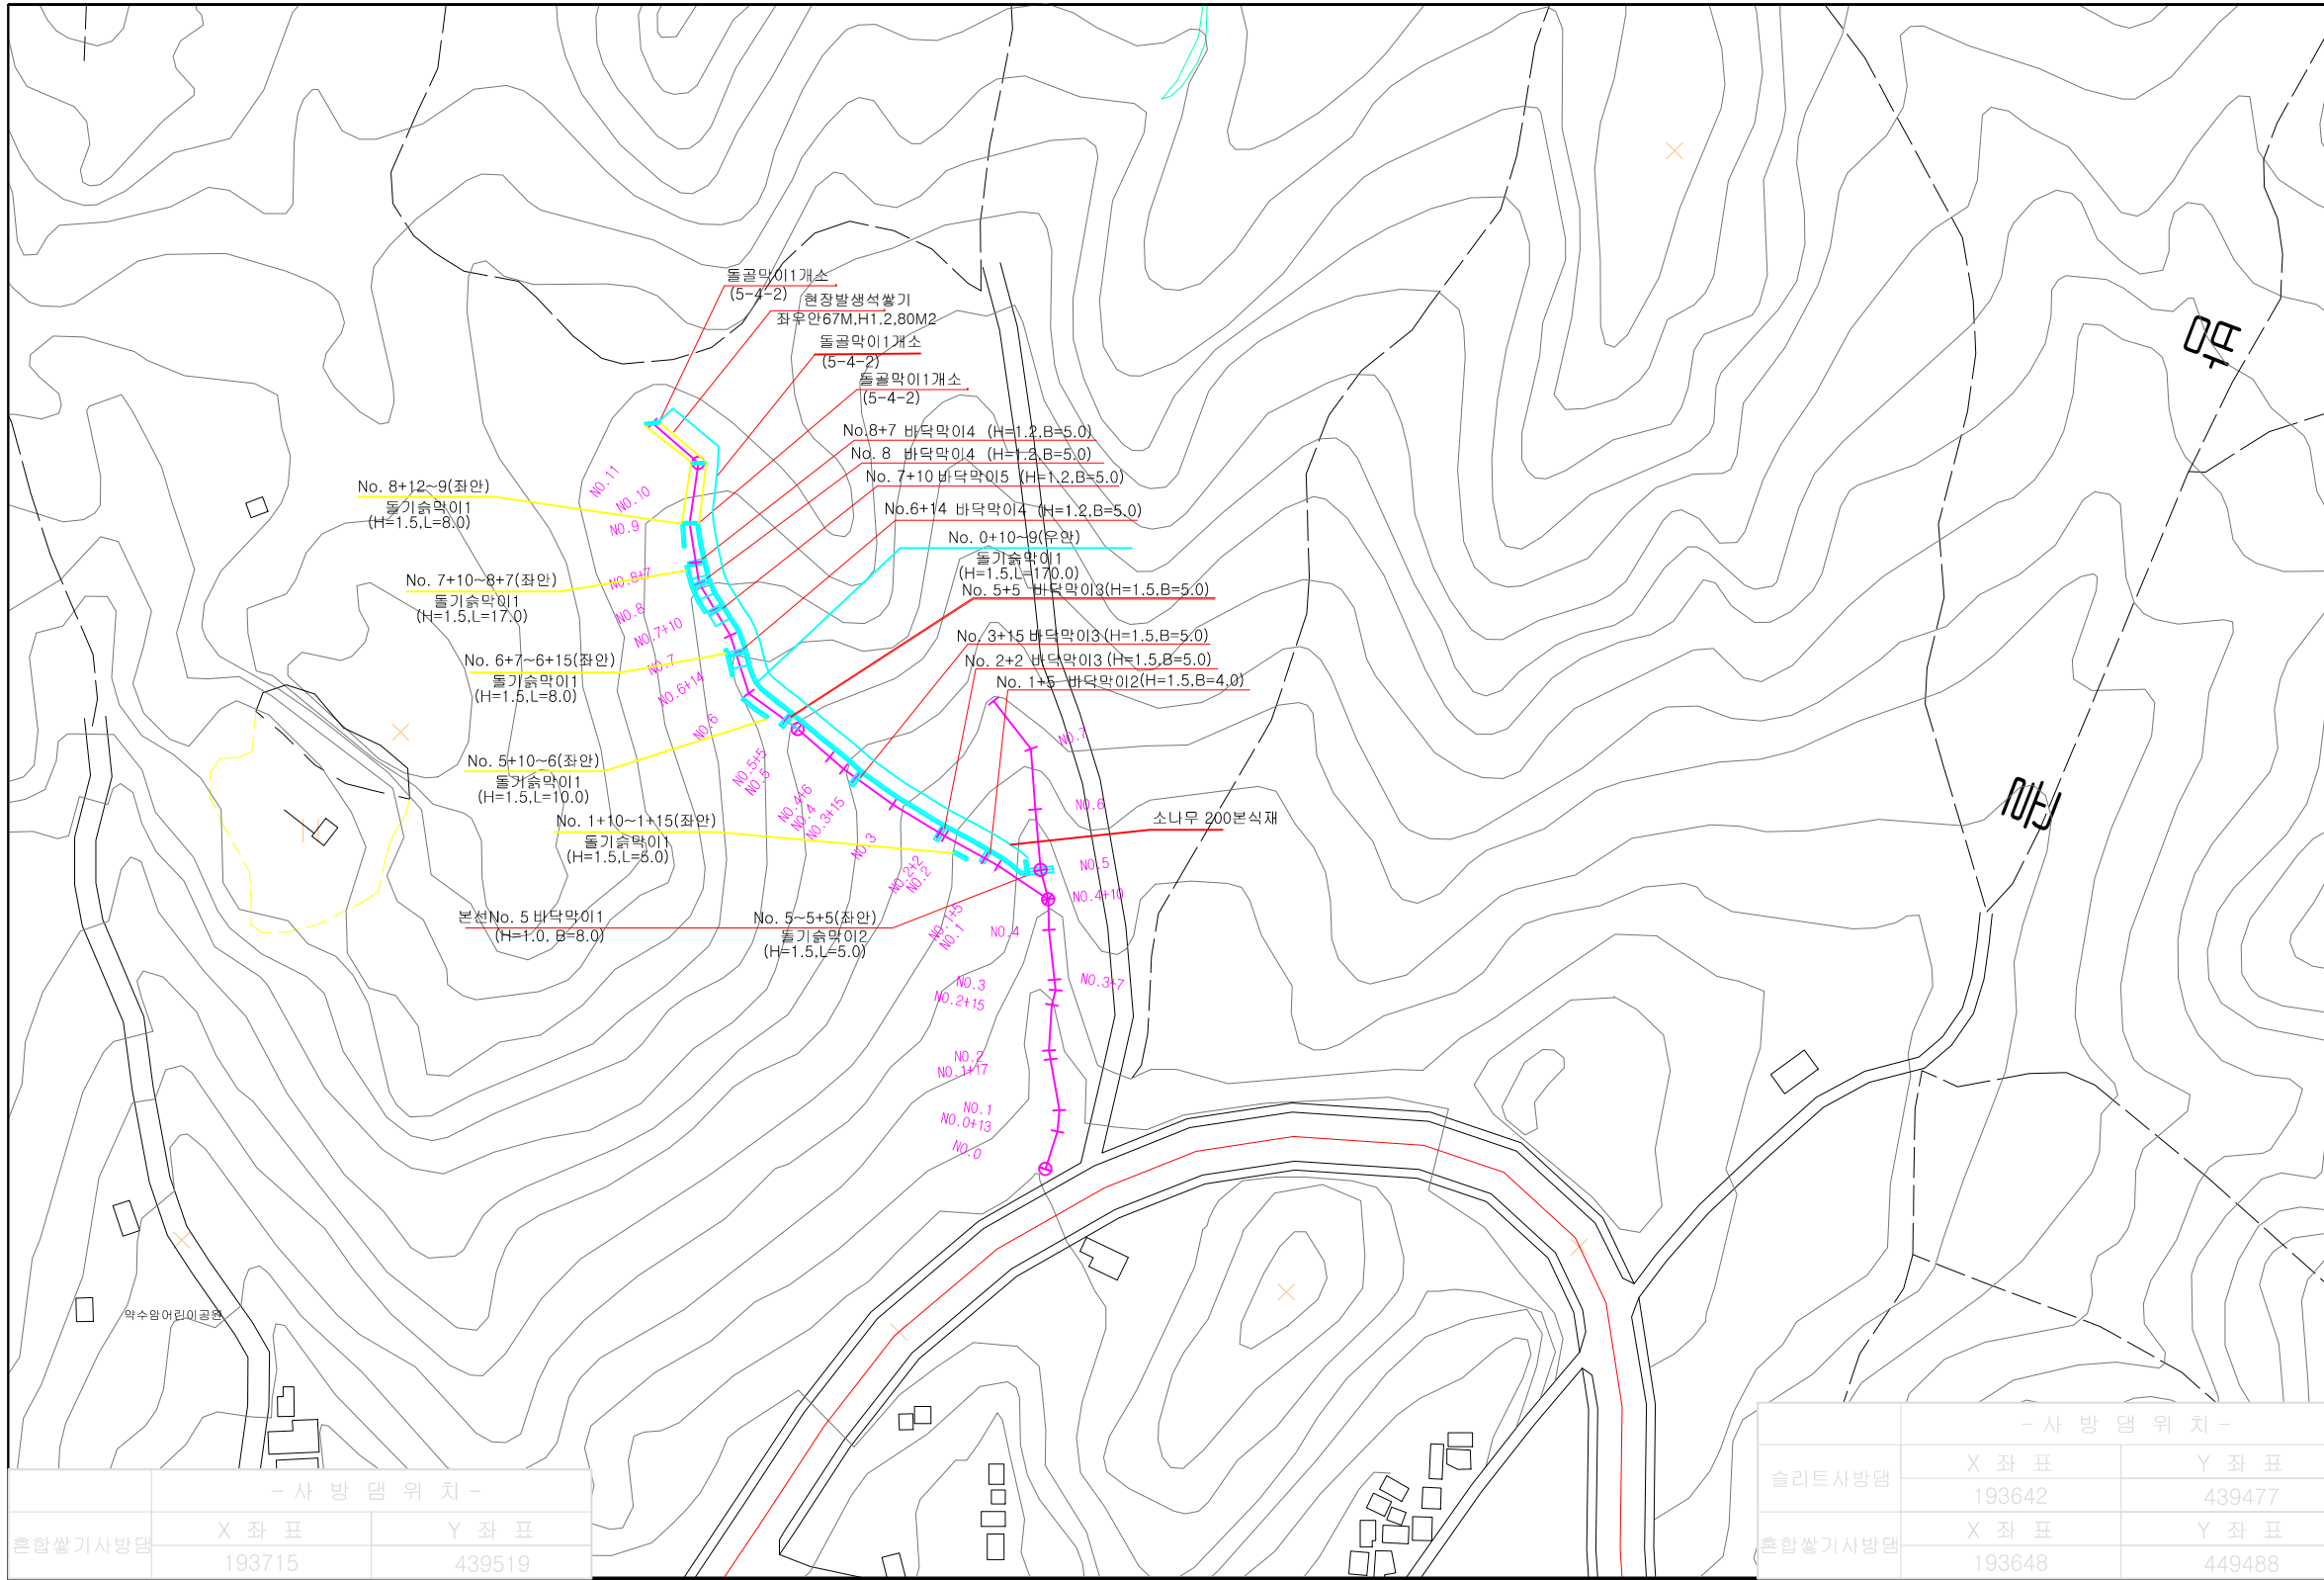 돌골막이1개소
(5-4-2)
현장발생석쌓기
좌우안67M,H1.2,80M2
돌골막이1개소
(5-4-2)
돌골막이1개소
(5-4-2)
No.8+7 바닥막이4 (H=1.2,B=5.0)
No. 8 바닥막이4 (H=1.2,B=5.0)
No. 7+10 바닥막이5 (H=1.2,B=5.0)
No.6+14 바닥막이4 (H=1.2,B=5.0)
No. 0+10~9(우안)
돌기슭막이1
(H=1.5,L=170.0)
No. 5+5 바닥막이3(H=1.5,B=5.0)
No. 3+15 바닥막이3 (H=1.5,B=5.0)
No. 2+2 바닥막이3 (H=1.5,B=5.0)
No. 1+5 바닥막이2(H=1.5,B=4.0)
No. 8+12~9(좌안)
돌기슭막이1
(H=1.5,L=8.0)
No. 7+10~8+7(좌안)
돌기슭막이1
(H=1.5,L=17.0)
No. 6+7~6+15(좌안)
돌기슭막이1
(H=1.5,L=8.0)
No. 5+10~6(좌안)
돌기슭막이1
(H=1.5,L=10.0)
No. 1+10~1+15(좌안)
돌기슭막이1
(H=1.5,L=5.0)
본선No. 5 바닥막이1
(H=1.0, B=8.0)
No. 5~5+5(좌안)
돌기슭막이2
(H=1.5,L=5.0)
소나무 200본식재
NO.11
NO.10
NO.9
NO.8+7
NO.8
NO.7+10
NO.7
NO.6+14
NO.6
NO.5+5
NO.5
NO.4+6
NO.4
NO.3+15
NO.3
NO.2+2
NO.2
NO.1+5
NO.1
NO.7
NO.6
NO.5
NO.4+10
NO.4
NO.3+7
NO.3
NO.2+15
NO.2
NO.1+17
NO.1
NO.0+13
NO.0
약수암어린이공원
-사 방 댐 위 치-
혼합쌓기사방댐
X 좌 표
Y 좌 표
193715
439519
-사 방 댐 위 치-
슬리트사방댐
X 좌 표
Y 좌 표
193642
439477
혼합쌓기사방댐
X 좌 표
Y 좌 표
193648
449488